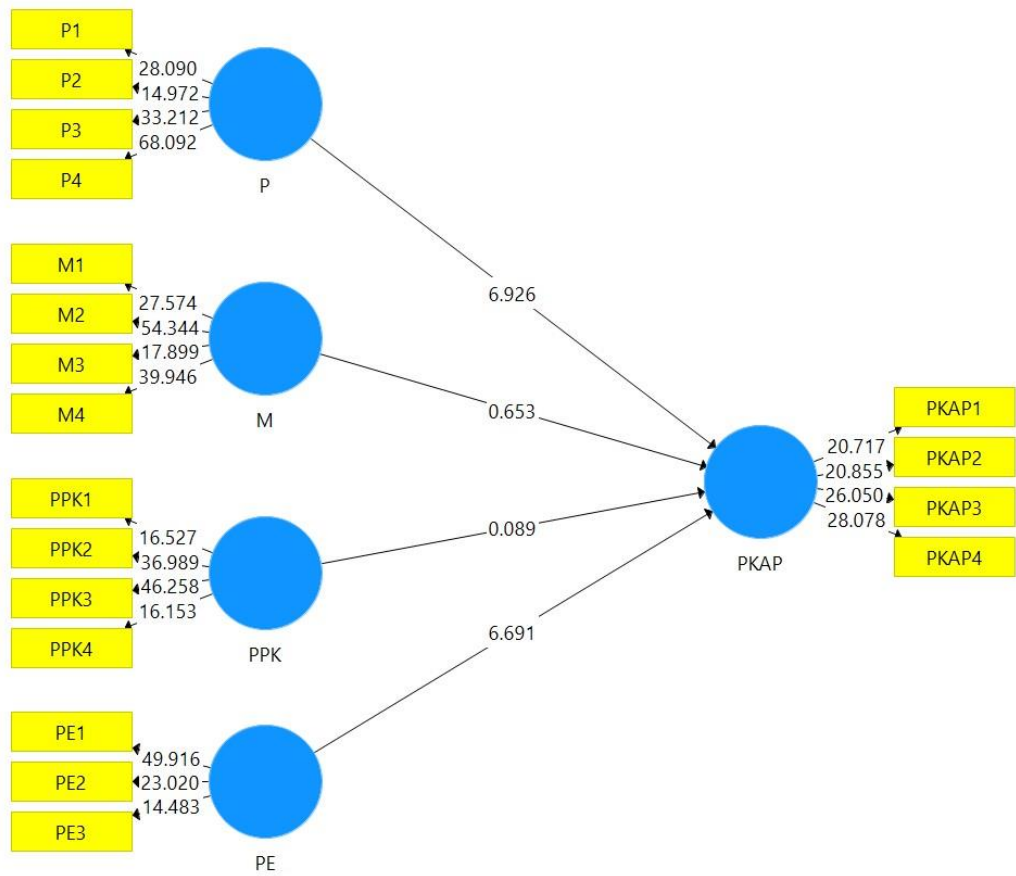 P1
P2
P3
P4
28.090
14.972
33.212
68.092
P
M1
M2
M3
M4
27.574
54.344
17.899
39.946
M
PPK1
PPK2
PPK3
PPK4
16.527
36.989
46.258
16.153
PPK
PE1
PE2
PE3
49.916
23.020
14.483
PE
6.926
0.653
0.089
6.691
PKAP
20.717
20.855
26.050
28.078
PKAP1
PKAP2
PKAP3
PKAP4